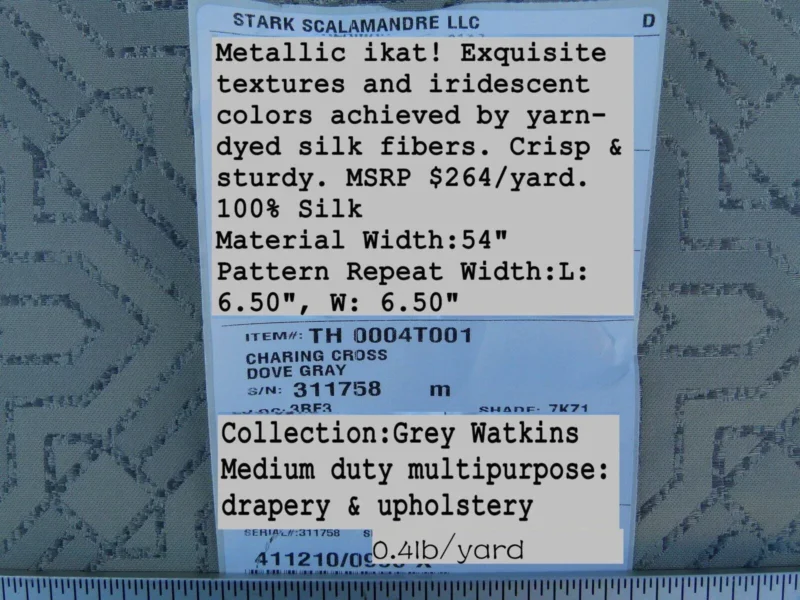 STARK SCALAMANDRE LLC D
Metallic ikat! Exquisite
textures and iridescent
colors achieved by yarn-
dyed silk fibers. Crisp &
sturdy. MSRP $264/yard.
100% Silk
Material Width:54"
Pattern Repeat Width:L:
6.50", W: 6.50"
ITEM#: TH 0004T001
CHARING CROSS
DOVE GRAY
S/N: 311758 m
3BF3 SHADE: 7K71
Collection:Grey Watkins
Medium duty multipurpose:
drapery & upholstery
SERIAL#:311758
0.4lb/yard